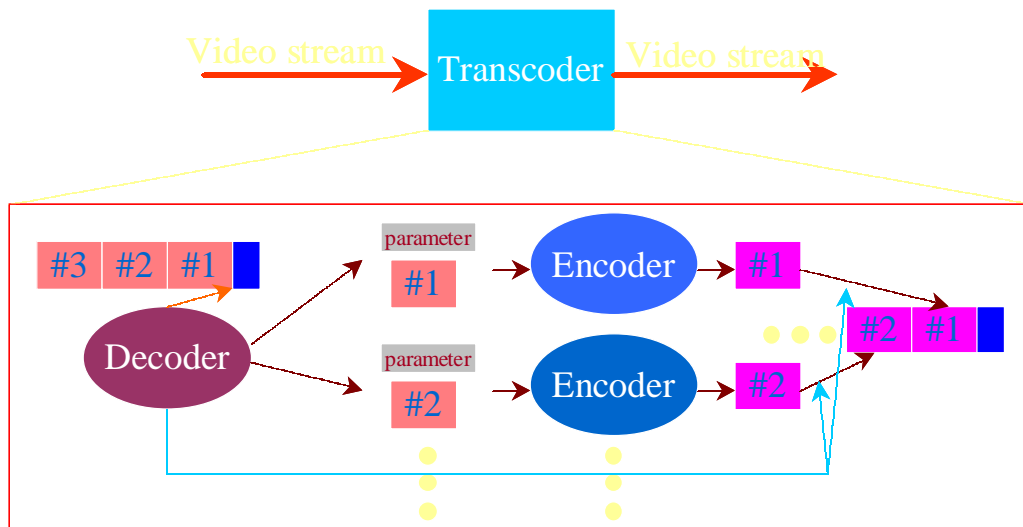 Video stream
Transcoder
Video stream
#3 #2 #1
parameter
#1
Encoder
#1
Decoder
#2 #1
parameter
#2
Encoder
#2